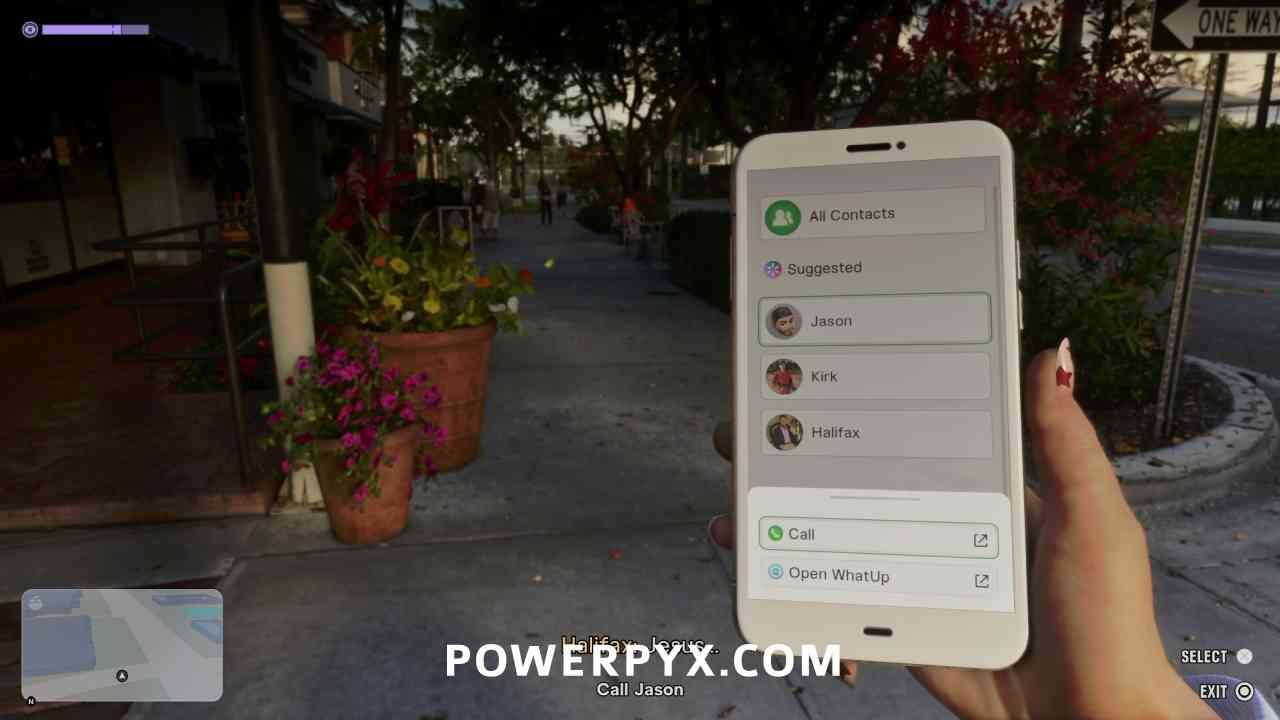 ONE WAY
All Contacts
Suggested
Jason
Kirk
Halifax
Call
Open WhatUp
Halifax: Jesus...
POWERPYX.COM
Call Jason
SELECT
EXIT
N